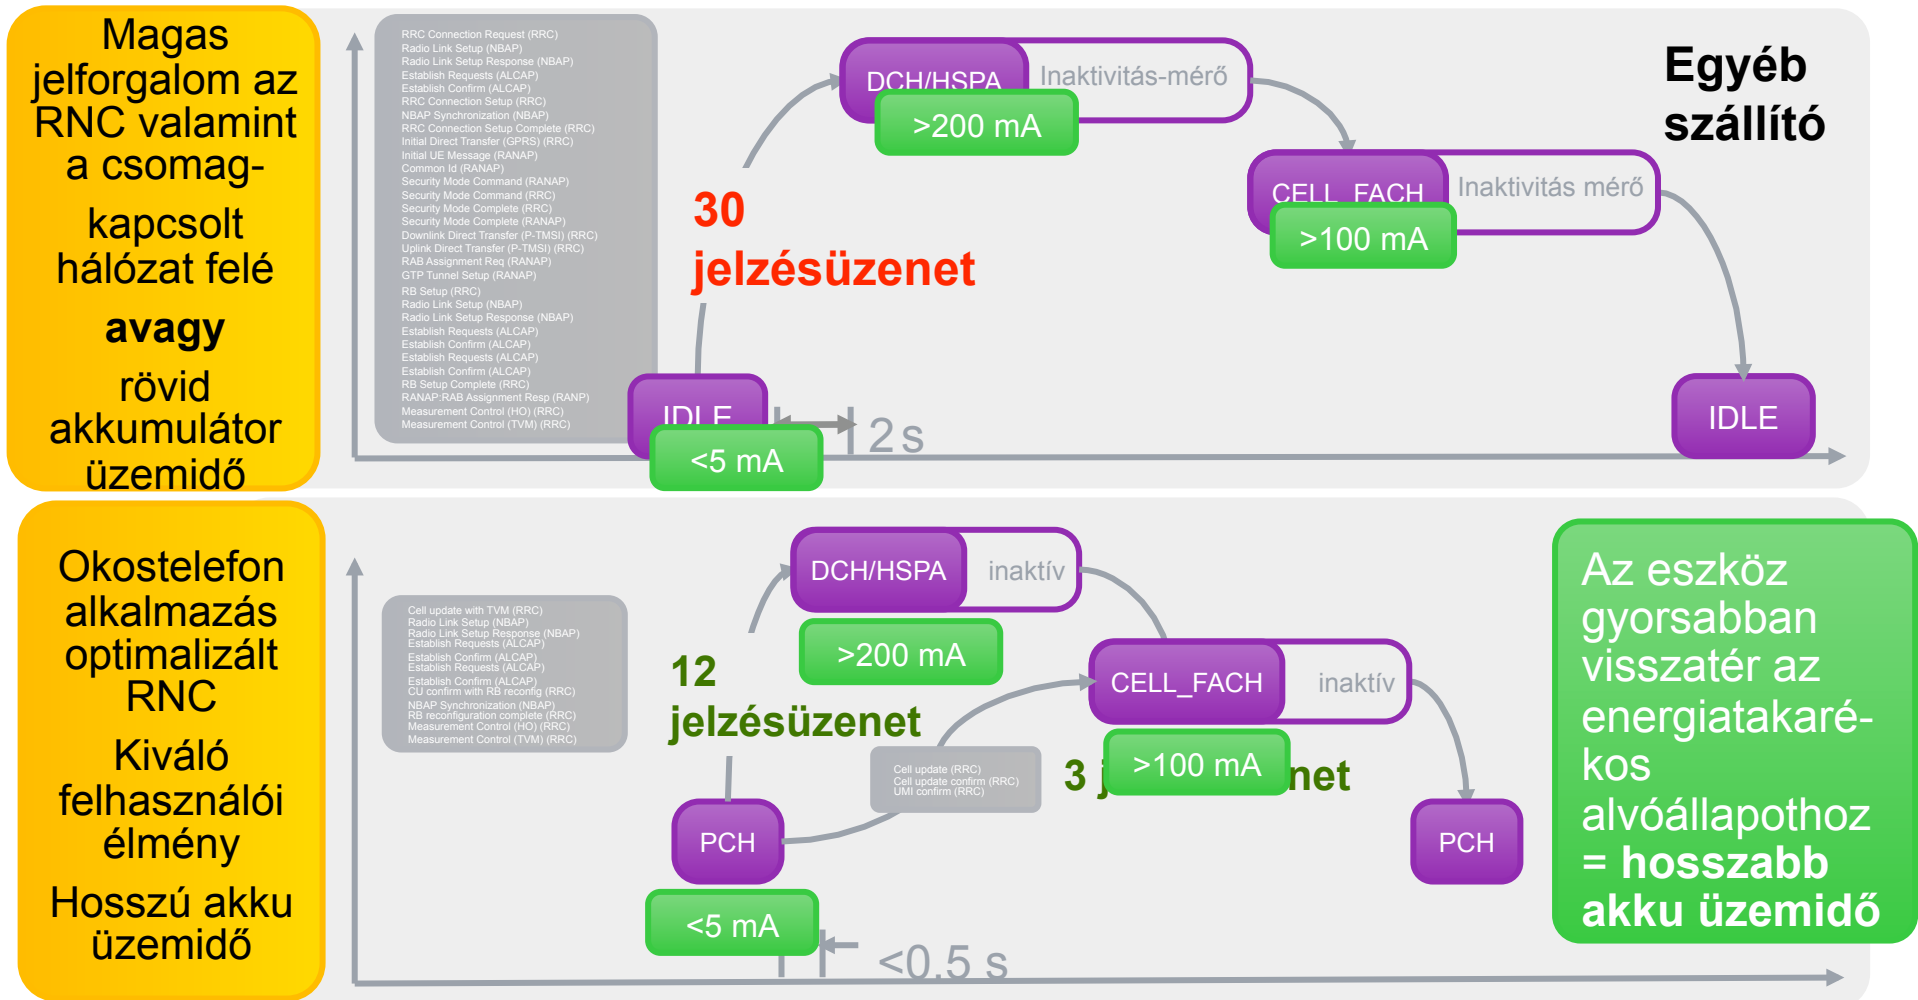 Magas
jelforgalom az
RNC valamint
a csomag-
kapcsolt
hálózat felé
avagy
rövid
akkumulátor
üzemidő
RRC Connection Request (RRC)
Radio Link Setup (NBAP)
Radio Link Setup Response (NBAP)
Establish Requests (ALCAP)
Establish Confirm (ALCAP)
RRC Connection Setup (RRC)
NBAP Synchronization (NBAP)
RRC Connection Setup Complete (RRC)
Initial Direct Transfer (GPRS) (RRC)
Initial UE Message (RANAP)
Common Id (RANAP)
Security Mode Command (RANAP)
Security Mode Command (RRC)
Security Mode Complete (RRC)
Security Mode Complete (RANAP)
Downlink Direct Transfer (P-TMSI) (RRC)
Uplink Direct Transfer (P-TMSI) (RRC)
RAB Assignment Req (RANAP)
GTP Tunnel Setup (RANAP)
RB Setup (RRC)
Radio Link Setup (NBAP)
Radio Link Setup Response (NBAP)
Establish Requests (ALCAP)
Establish Confirm (ALCAP)
Establish Requests (ALCAP)
Establish Confirm (ALCAP)
RB Setup Complete (RRC)
RANAP:RAB Assignment Resp (RANP)
Measurement Control (HO) (RRC)
Measurement Control (TVM) (RRC)
IDLE
<5 mA
2 s
30
jelzésüzenet
DCH/HSPA
Inaktivitás-mérő
>200 mA
CELL_FACH
Inaktivitás mérő
>100 mA
IDLE
Egyéb
szállító
Okostelefon
alkalmazás
optimalizált
RNC
Kiváló
felhasználói
élmény
Hosszú akku
üzemidő
Cell update with TVM (RRC)
Radio Link Setup (NBAP)
Radio Link Setup Response (NBAP)
Establish Requests (ALCAP)
Establish Confirm (ALCAP)
Establish Requests (ALCAP)
Establish Confirm (ALCAP)
CU confirm with RB reconfig (RRC)
NBAP Synchronization (NBAP)
RB reconfiguration complete (RRC)
Measurement Control (HO) (RRC)
Measurement Control (TVM) (RRC)
12
jelzésüzenet
DCH/HSPA
inaktív
>200 mA
CELL_FACH
inaktív
>100 mA
3 j
net
Cell update (RRC)
Cell update confirm (RRC)
UMI confirm (RRC)
PCH
<5 mA
<0.5 s
PCH
Az eszköz
gyorsabban
visszatér az
energiatakaré-
kos
alvóállapothoz
= hosszabb
akku üzemidő